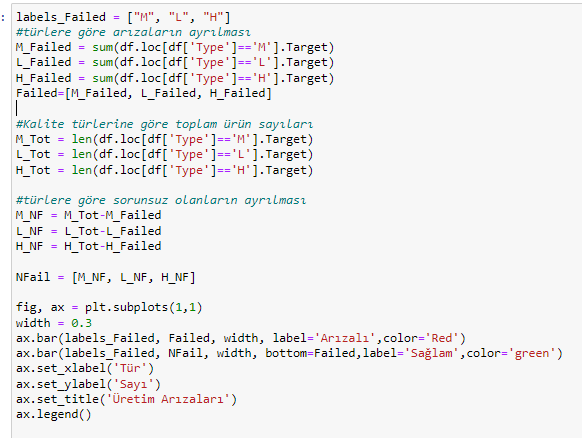 : labels_Failed = ["M", "L", "H"]
#türlere göre arızaların ayrılması
M_Failed = sum(df.loc[df['Type']=='M'].Target)
L_Failed = sum(df.loc[df['Type']=='L'].Target)
H_Failed = sum(df.loc[df['Type']=='H'].Target)
Failed=[M_Failed, L_Failed, H_Failed]
#Kalite türlerine göre toplam ürün sayıları
M_Tot = len(df.loc[df['Type']=='M'].Target)
L_Tot = len(df.loc[df['Type']=='L'].Target)
H_Tot = len(df.loc[df['Type']=='H'].Target)
#türlere göre sorunsuz olanların ayrılması
M_NF = M_Tot-M_Failed
L_NF = L_Tot-L_Failed
H_NF = H_Tot-H_Failed
NFail = [M_NF, L_NF, H_NF]
fig, ax = plt.subplots(1,1)
width = 0.3
ax.bar(labels_Failed, Failed, width, label='Arızalı',color='Red')
ax.bar(labels_Failed, NFail, width, bottom=Failed,label='Sağlam',color='green')
ax.set_xlabel('Tür')
ax.set_ylabel('Sayı')
ax.set_title('Üretim Arızaları')
ax.legend()